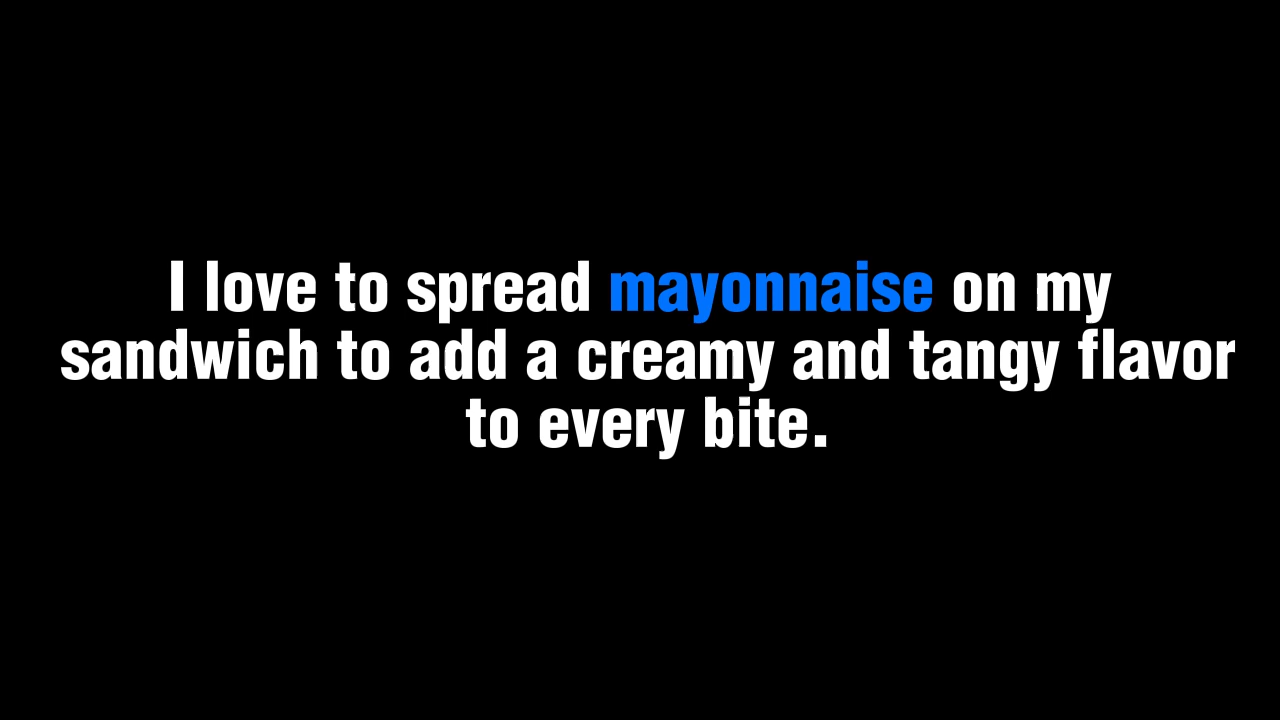 I love to spread mayonnaise on my
sandwich to add a creamy and tangy flavor
to every bite.